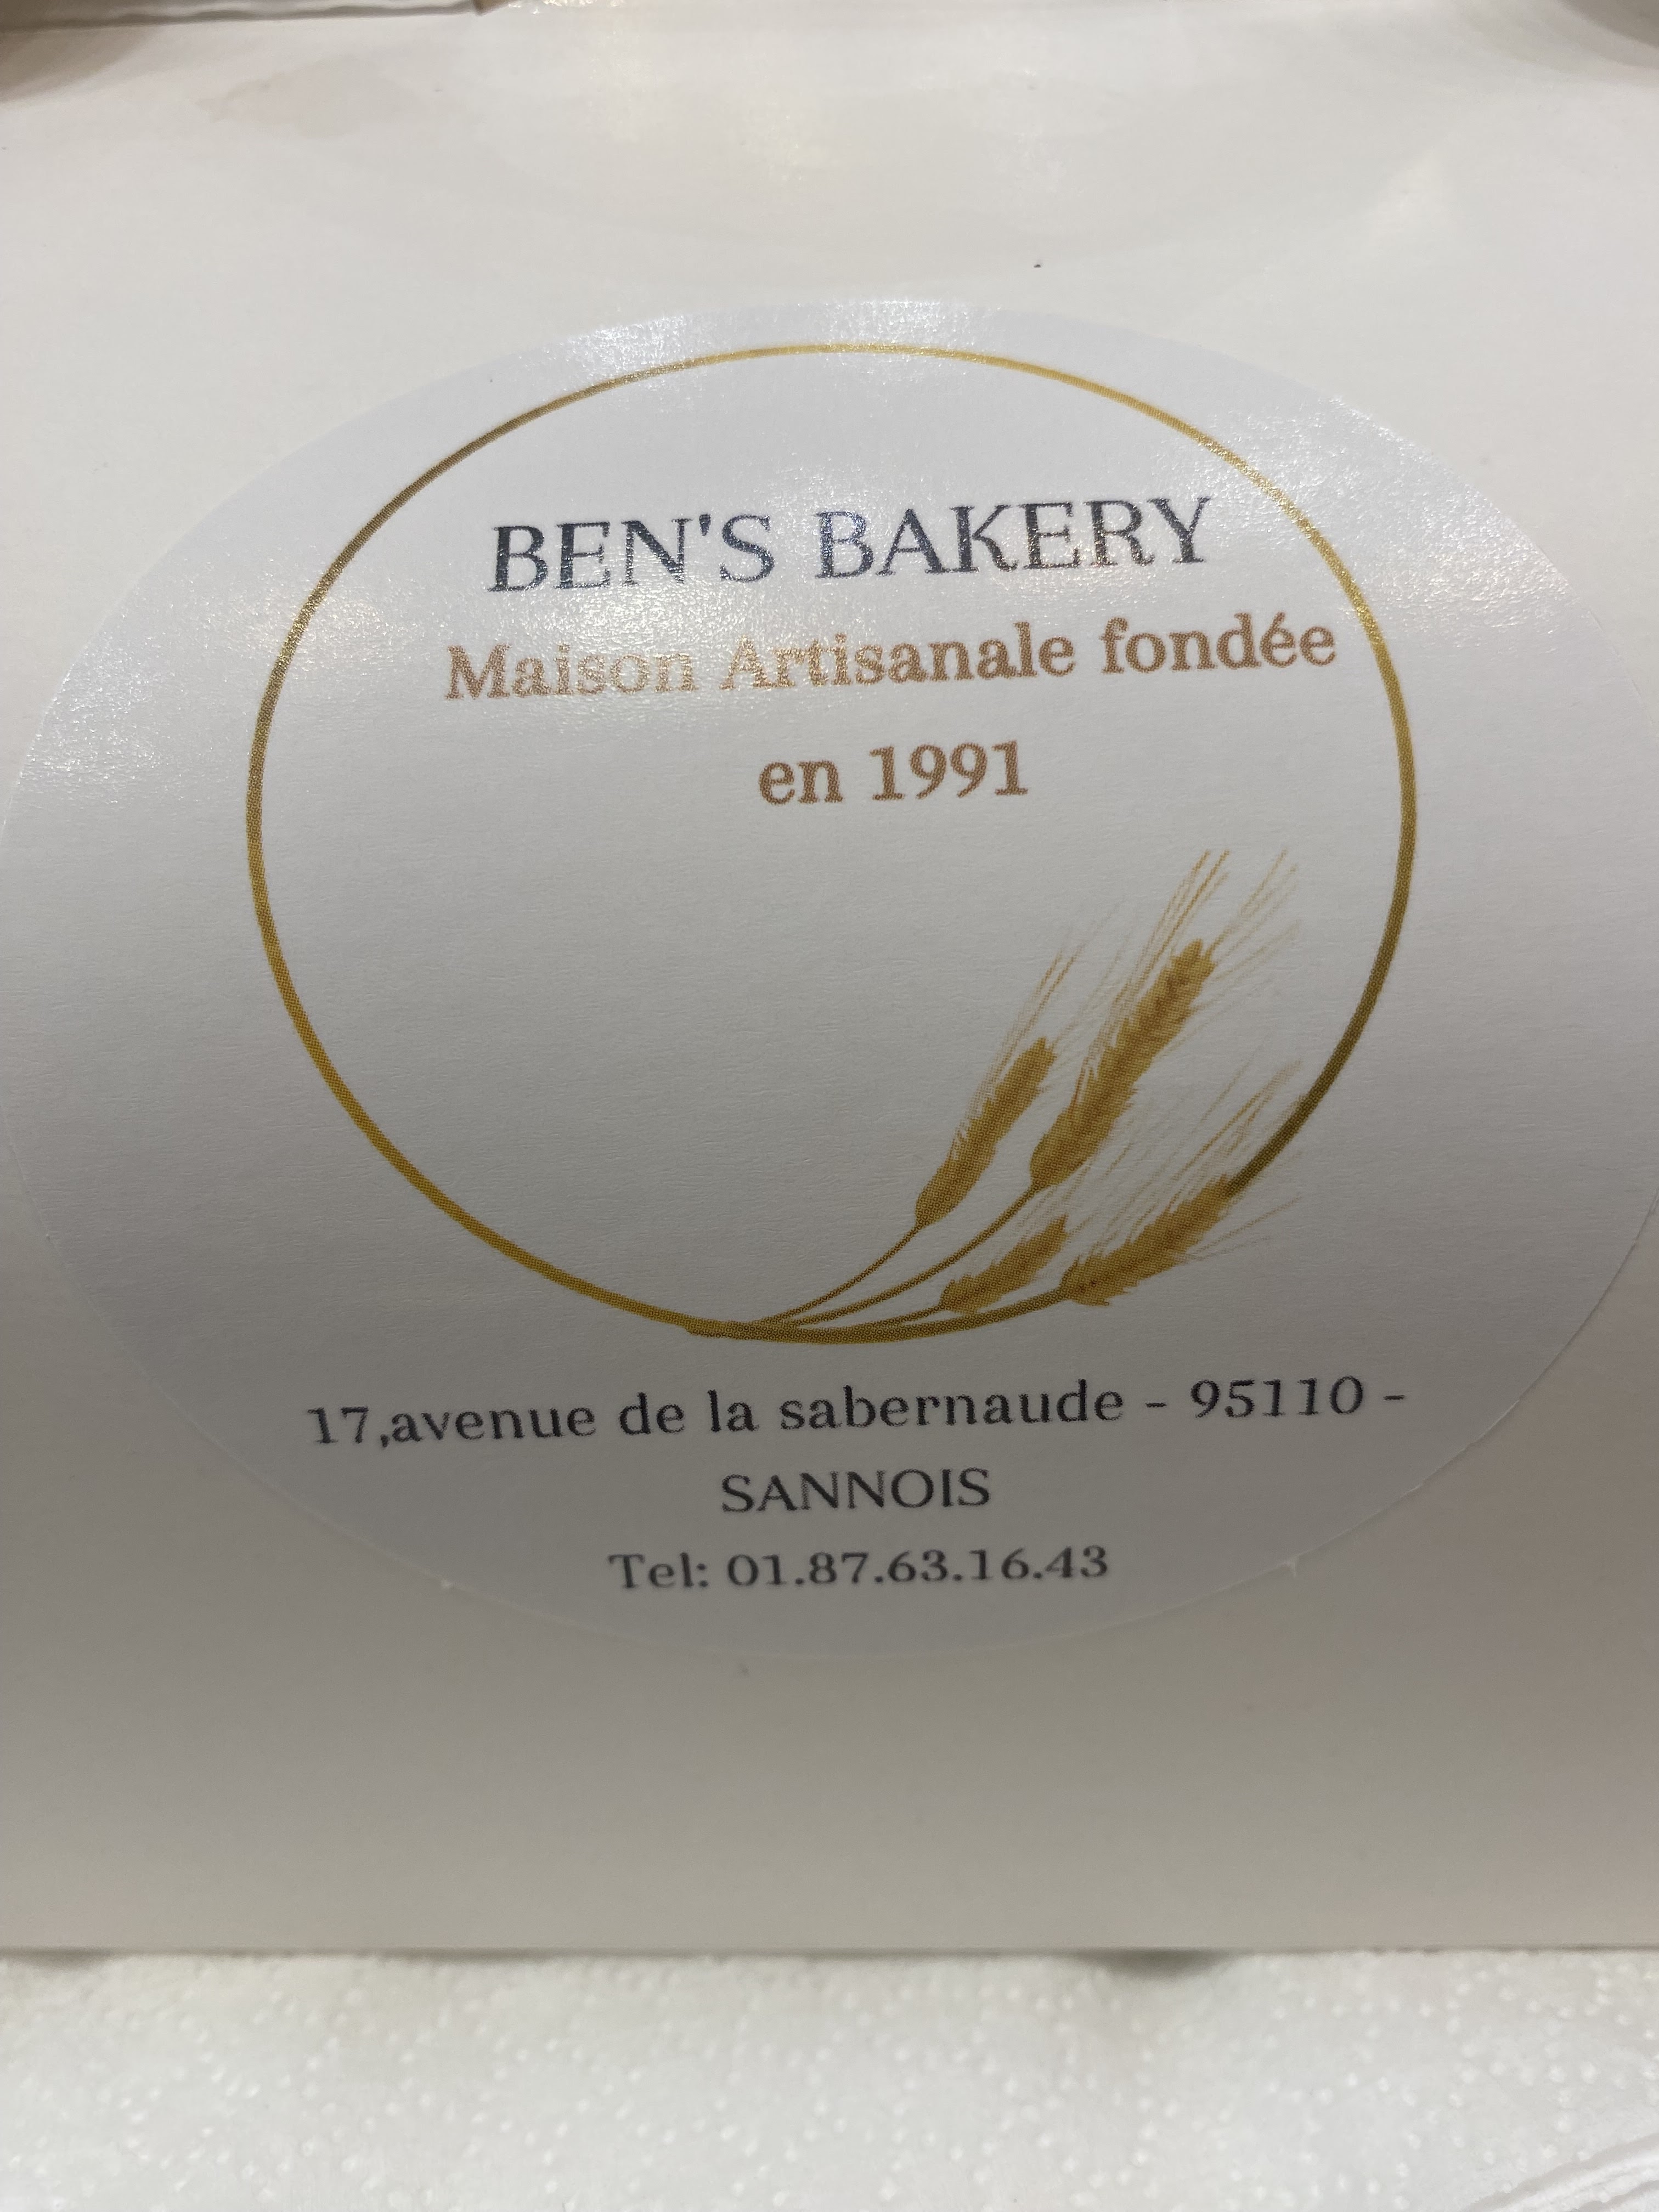 BEN'S BAKERY
Maison Artisanale fondée
en 1991
17,avenue de la sabernaude - 95110 -
SANNOIS
Tel: 01.87.63.16.43